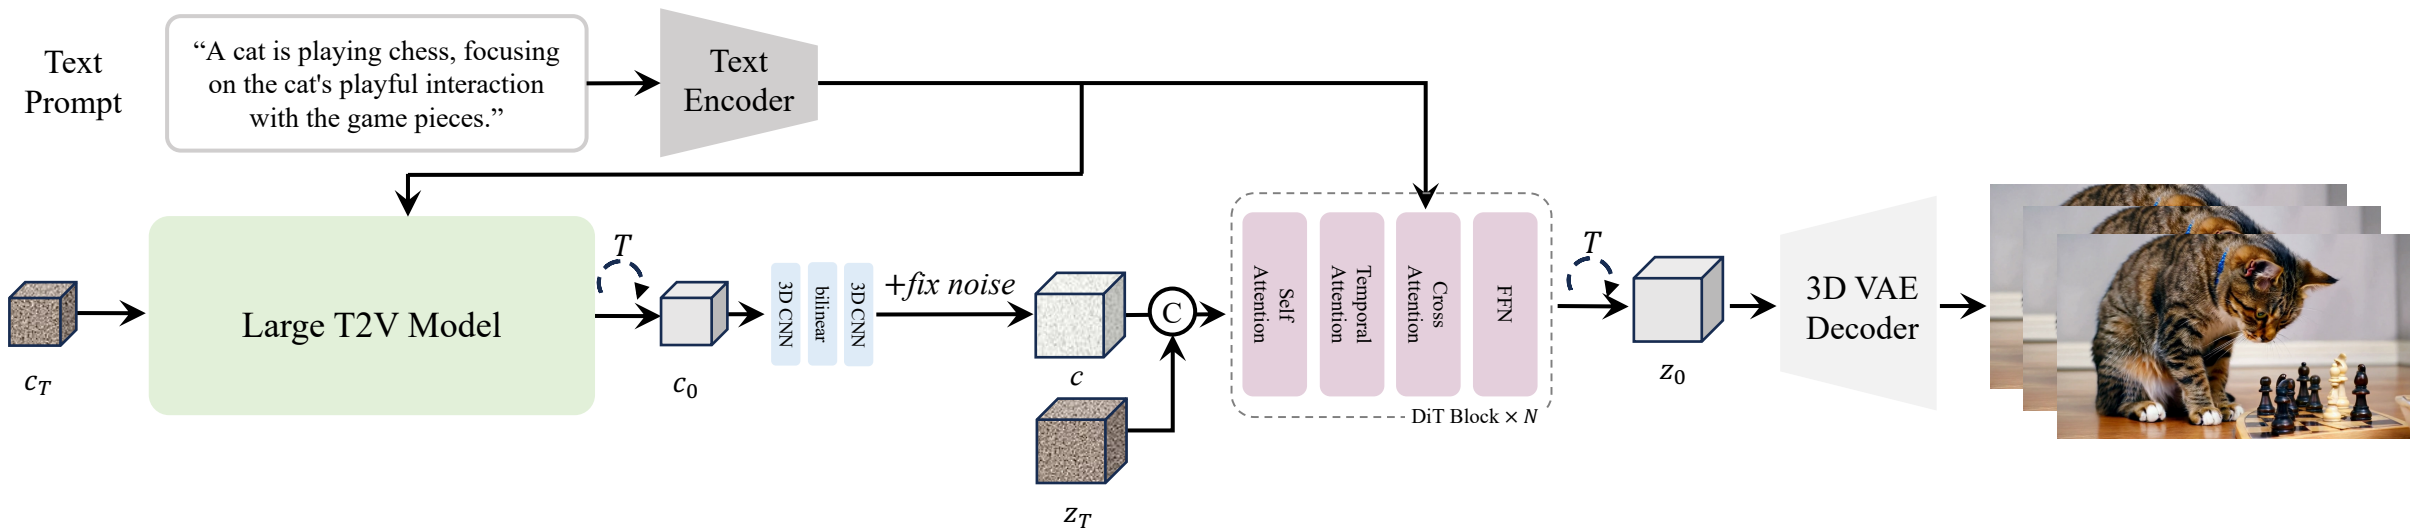 Text
Prompt
“A cat is playing chess, focusing
on the cat's playful interaction
with the game pieces.”
Text
Encoder
c_T
Large T2V Model
T
c_0
3D CNN
bilinear
3D CNN
+fix noise
c
z_T
C
Self
Attention
Temporal
Attention
Cross
Attention
FFN
DiT Block × N
T
z_0
3D VAE
Decoder